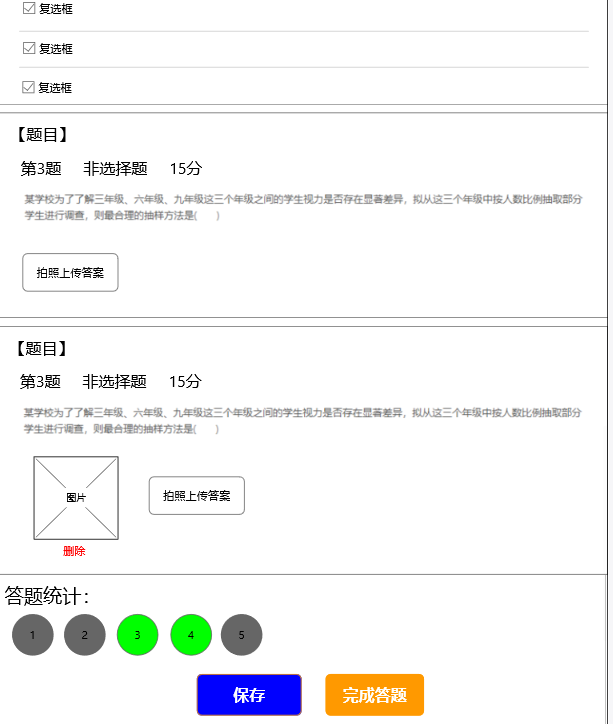 复选框
复选框
复选框
【题目】
第3题 非选择题 15分
某学校为了了解三年级、六年级、九年级这三个年级之间的学生视力是否存在显著差异，拟从这三个年级中按人数比例抽取部分
学生进行调查，则最合理的抽样方法是( )
拍照上传答案
【题目】
第3题 非选择题 15分
某学校为了了解三年级、六年级、九年级这三个年级之间的学生视力是否存在显著差异，拟从这三个年级中按人数比例抽取部分
学生进行调查，则最合理的抽样方法是( )
图片
拍照上传答案
删除
答题统计：
1 2 3 4 5
保存 完成答题